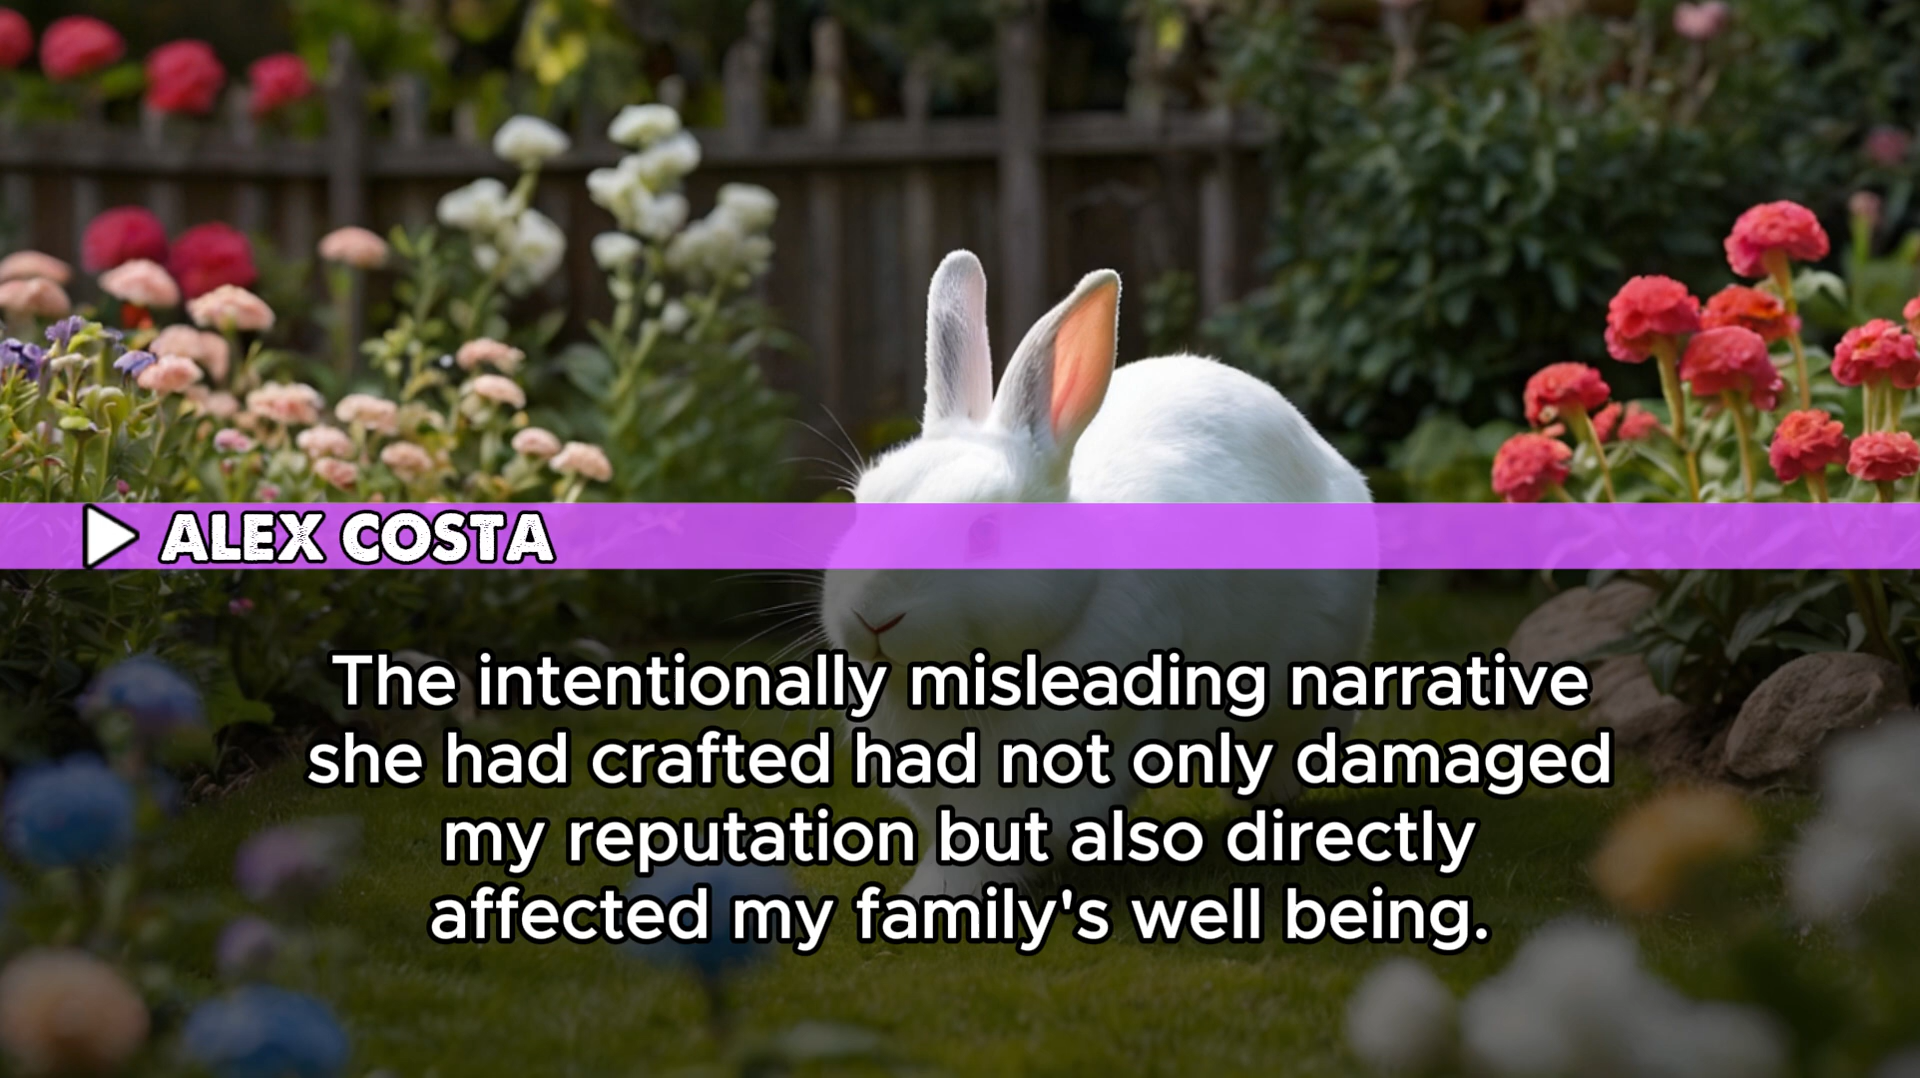 ALEX COSTA
The intentionally misleading narrative
she had crafted had not only damaged
my reputation but also directly
affected my family's well being.